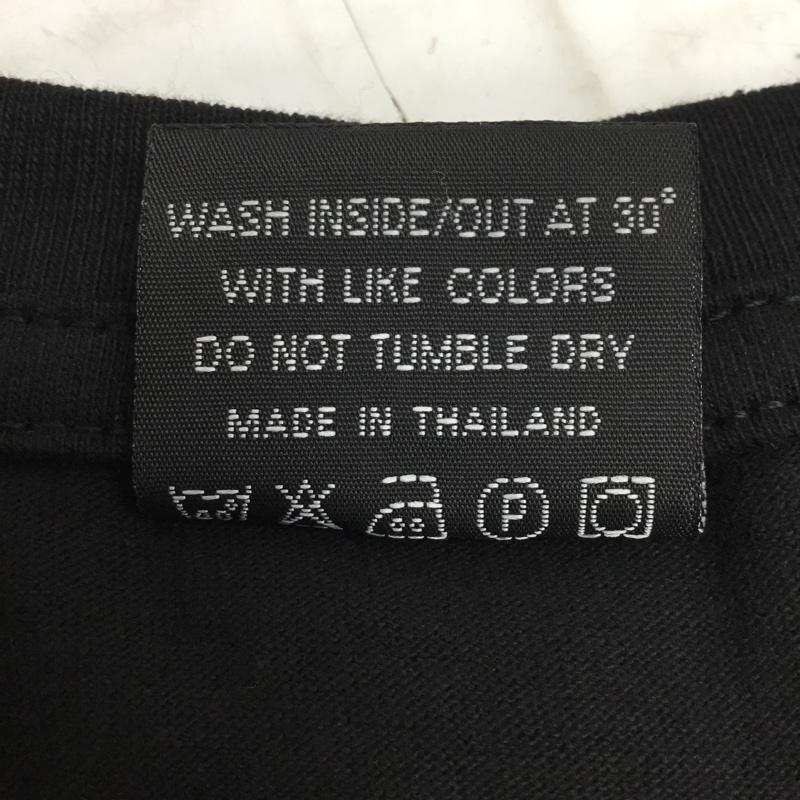 WASH INSIDE/OUT AT 30°
WITH LIKE COLORS
DO NOT TUMBLE DRY
MADE IN THAILAND
P